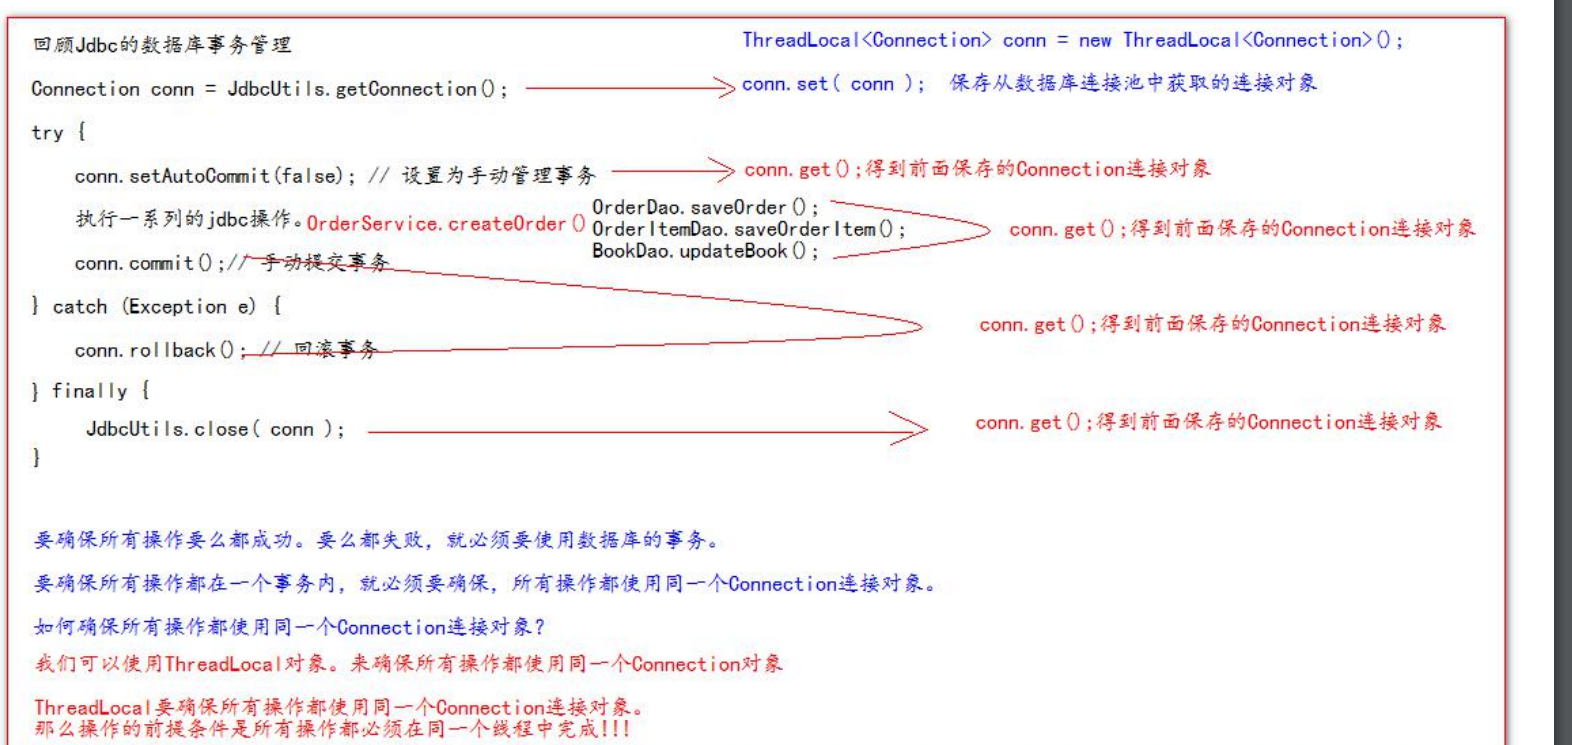 回顾Jdbc的数据库事务管理
ThreadLocal<Connection> conn = new ThreadLocal<Connection>();
Connection conn = JdbcUtils.getConnection();
conn.set( conn ); 保存从数据库连接池中获取的连接对象
try {
conn.setAutoCommit(false); // 设置为手动管理事务
conn.get();得到前面保存的Connection连接对象
执行一系列的jdbc操作。OrderService.createOrder()
OrderDao.saveOrder();
OrderItemDao.saveOrderItem();
BookDao.updateBook();
conn.get();得到前面保存的Connection连接对象
conn.commit();// 手动提交事务
} catch (Exception e) {
conn.get();得到前面保存的Connection连接对象
conn.rollback(); // 回滚事务
} finally {
JdbcUtils.close( conn );
conn.get();得到前面保存的Connection连接对象
}
要确保所有操作要么都成功。要么都失败，就必须要使用数据库的事务。
要确保所有操作都在一个事务内，就必须要确保，所有操作都使用同一个Connection连接对象。
如何确保所有操作都使用同一个Connection连接对象？
我们可以使用ThreadLocal对象。来确保所有操作都使用同一个Connection对象
ThreadLocal要确保所有操作都使用同一个Connection连接对象。
那么操作的前提条件是所有操作都必须在同一个线程中完成!!!